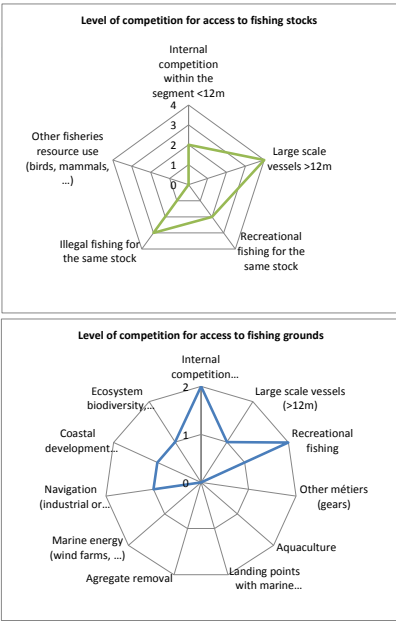 Level of competition for access to fishing stocks
Internal
competition
within the
segment <12m
4
3
2
1
0
Large scale
vessels >12m
Recreational
fishing for the
same stock
Illegal fishing for
the same stock
Other fisheries
resource use
(birds, mammals,
…)
Level of competition for access to fishing grounds
Internal
competition…
2
1
0
Large scale vessels
(>12m)
Recreational
fishing
Other métiers
(gears)
Aquaculture
Landing points
with marine…
Agregate removal
Marine energy
(wind farms, …)
Navigation
(industrial or…
Coastal
development…
Ecosystem
biodiversity,…